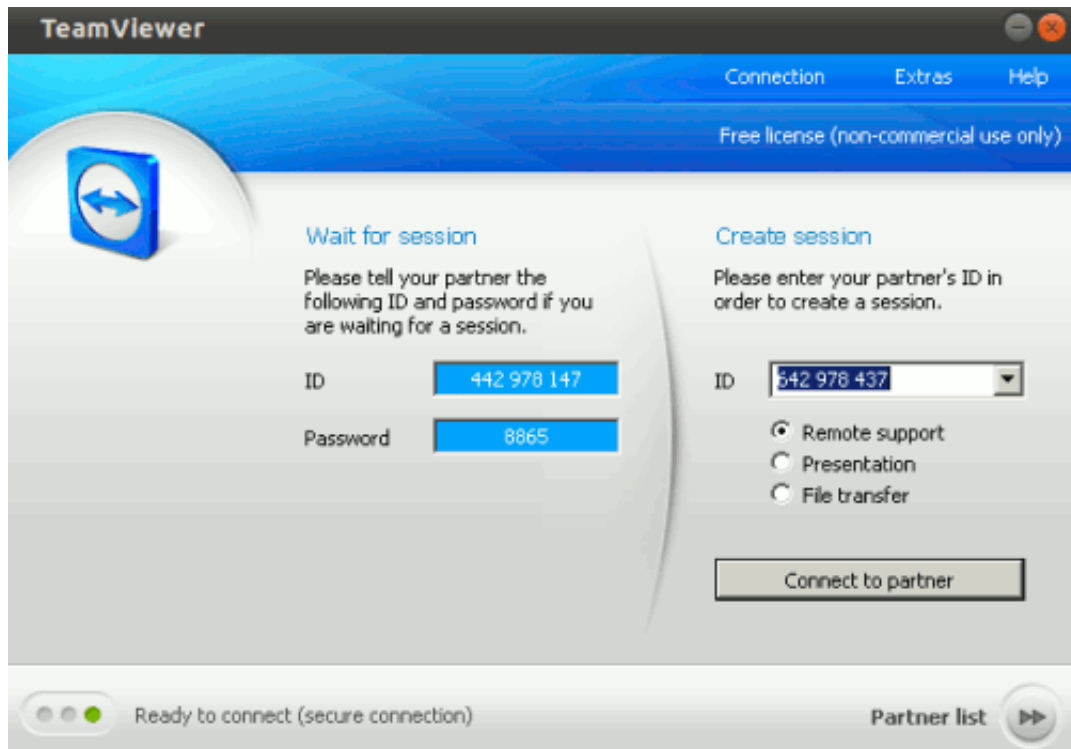 TeamViewer
Connection Extras Help
Free license (non-commercial use only)
Wait for session
Please tell your partner the
following ID and password if you
are waiting for a session.
ID 442 978 147
Password 8865
Create session
Please enter your partner's ID in
order to create a session.
ID 642 978 437
Remote support
Presentation
File transfer
Connect to partner
Ready to connect (secure connection)
Partner list